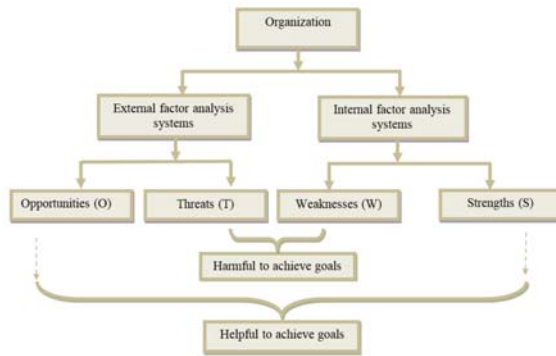 Organization
External factor analysis
systems
Internal factor analysis
systems
Opportunities (O)
Threats (T)
Weaknesses (W)
Strengths (S)
Harmful to achieve goals
Helpful to achieve goals